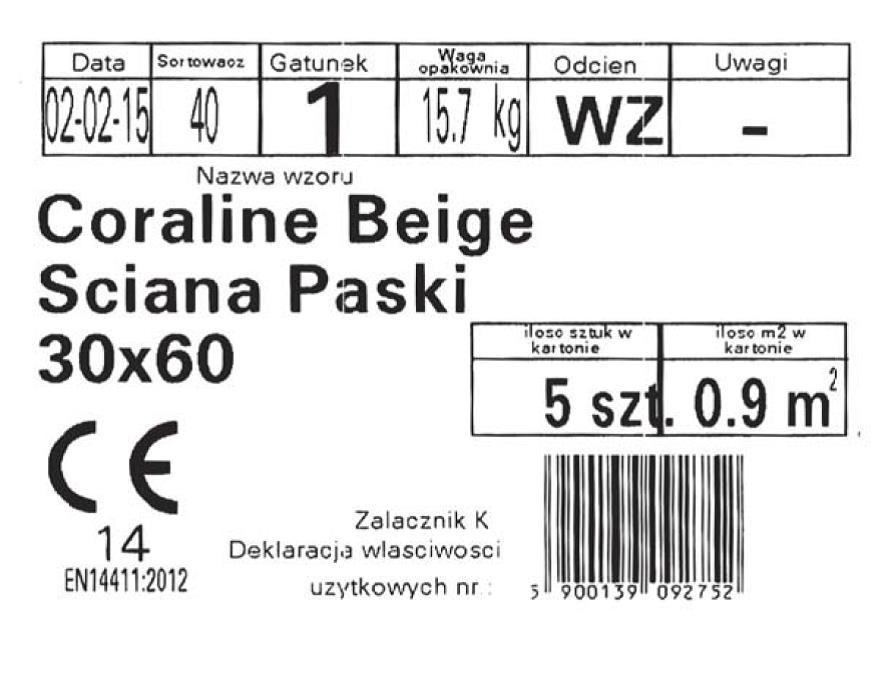 Data Sortowacz Gatunek Waga opakownia Odcien Uwagi
02-02-15 40 1 15.7 kg WZ -
Nazwa wzoru
Coraline Beige
Sciana Paski
30x60
ilosc sztuk w kartonie ilosc m2 w kartonie
5 szt. 0.9 m²
CE
14
EN14411:2012
Zalacznik K
Deklaracja wlasciwosci
uzytkowych nr.:
5 900139 092752